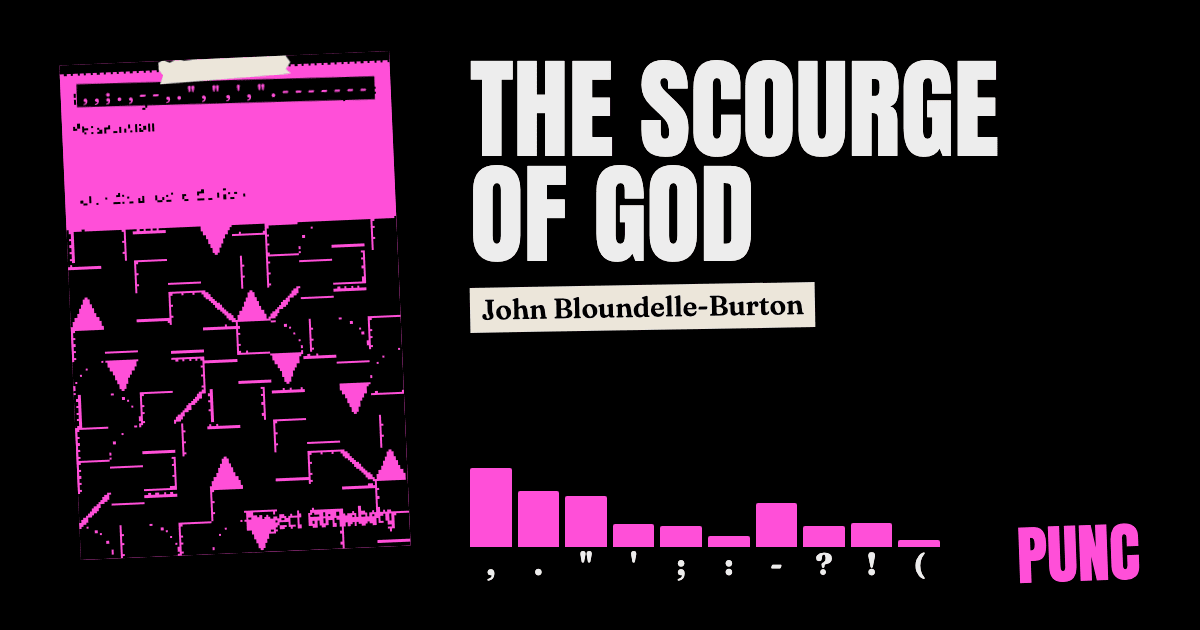 , , ; . , - - , . " , " , ' , " . - - - - - - -
THE SCOURGE
OF GOD
John Bloundelle-Burton
, . " ' ; : - ? ! (
PUNC